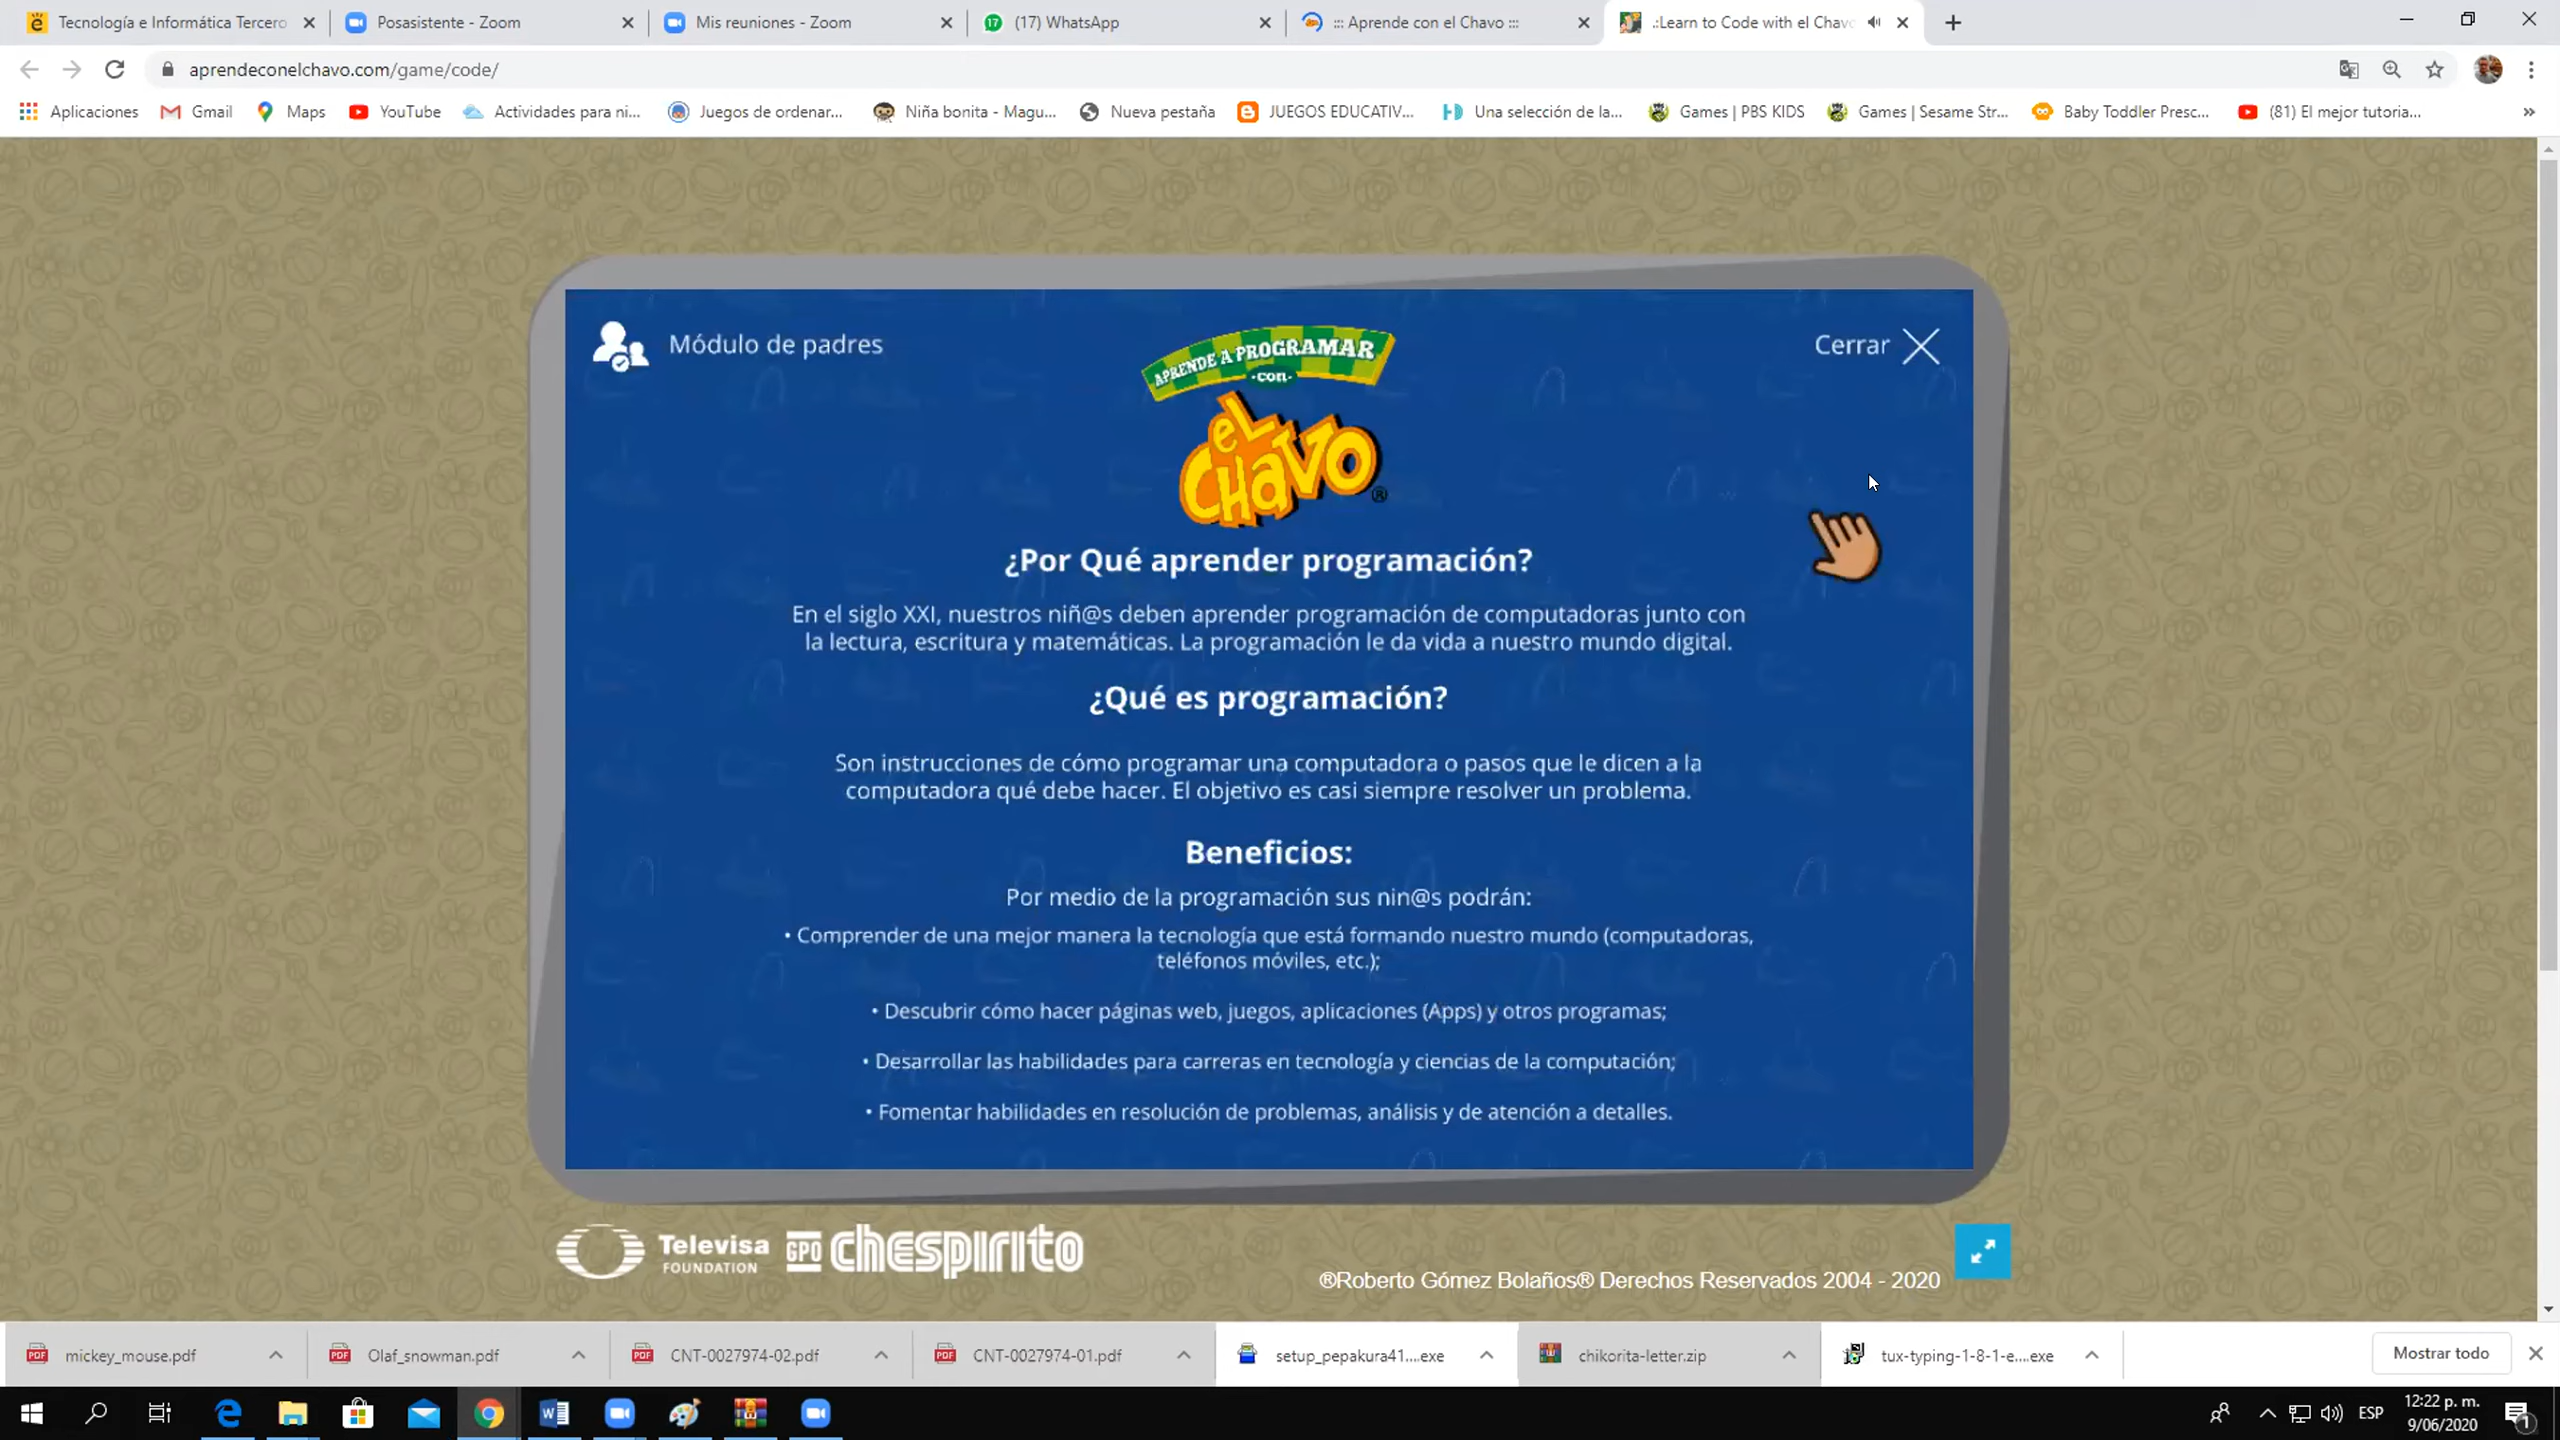 Tecnología e Informática Tercero
Posasistente - Zoom
Mis reuniones - Zoom
17
(17) WhatsApp
::: Aprende con el Chavo :::
.:Learn to Code with el Chavo
aprendeconelchavo.com/game/code/
Aplicaciones
Gmail
Maps
YouTube
Actividades para ni...
Juegos de ordenar...
Niña bonita - Magu...
Nueva pestaña
JUEGOS EDUCATIV...
Una selección de la...
Games | PBS KIDS
Games | Sesame Str...
Baby Toddler Presc...
(81) El mejor tutoria...
»
Módulo de padres
Cerrar
APRENDE A PROGRAMAR
·con·
el
CHavo®
¿Por Qué aprender programación?
En el siglo XXI, nuestros niñ@s deben aprender programación de computadoras junto con
la lectura, escritura y matemáticas. La programación le da vida a nuestro mundo digital.
¿Qué es programación?
Son instrucciones de cómo programar una computadora o pasos que le dicen a la
computadora qué debe hacer. El objetivo es casi siempre resolver un problema.
Beneficios:
Por medio de la programación sus nin@s podrán:
• Comprender de una mejor manera la tecnología que está formando nuestro mundo (computadoras,
teléfonos móviles, etc.);
• Descubrir cómo hacer páginas web, juegos, aplicaciones (Apps) y otros programas;
• Desarrollar las habilidades para carreras en tecnología y ciencias de la computación;
• Fomentar habilidades en resolución de problemas, análisis y de atención a detalles.
Televisa
FOUNDATION
GPO
chespirito
®Roberto Gómez Bolaños® Derechos Reservados 2004 - 2020
mickey_mouse.pdf
Olaf_snowman.pdf
CNT-0027974-02.pdf
CNT-0027974-01.pdf
setup_pepakura41....exe
chikorita-letter.zip
tux-typing-1-8-1-e....exe
Mostrar todo
ESP
12:22 p. m.
9/06/2020
1